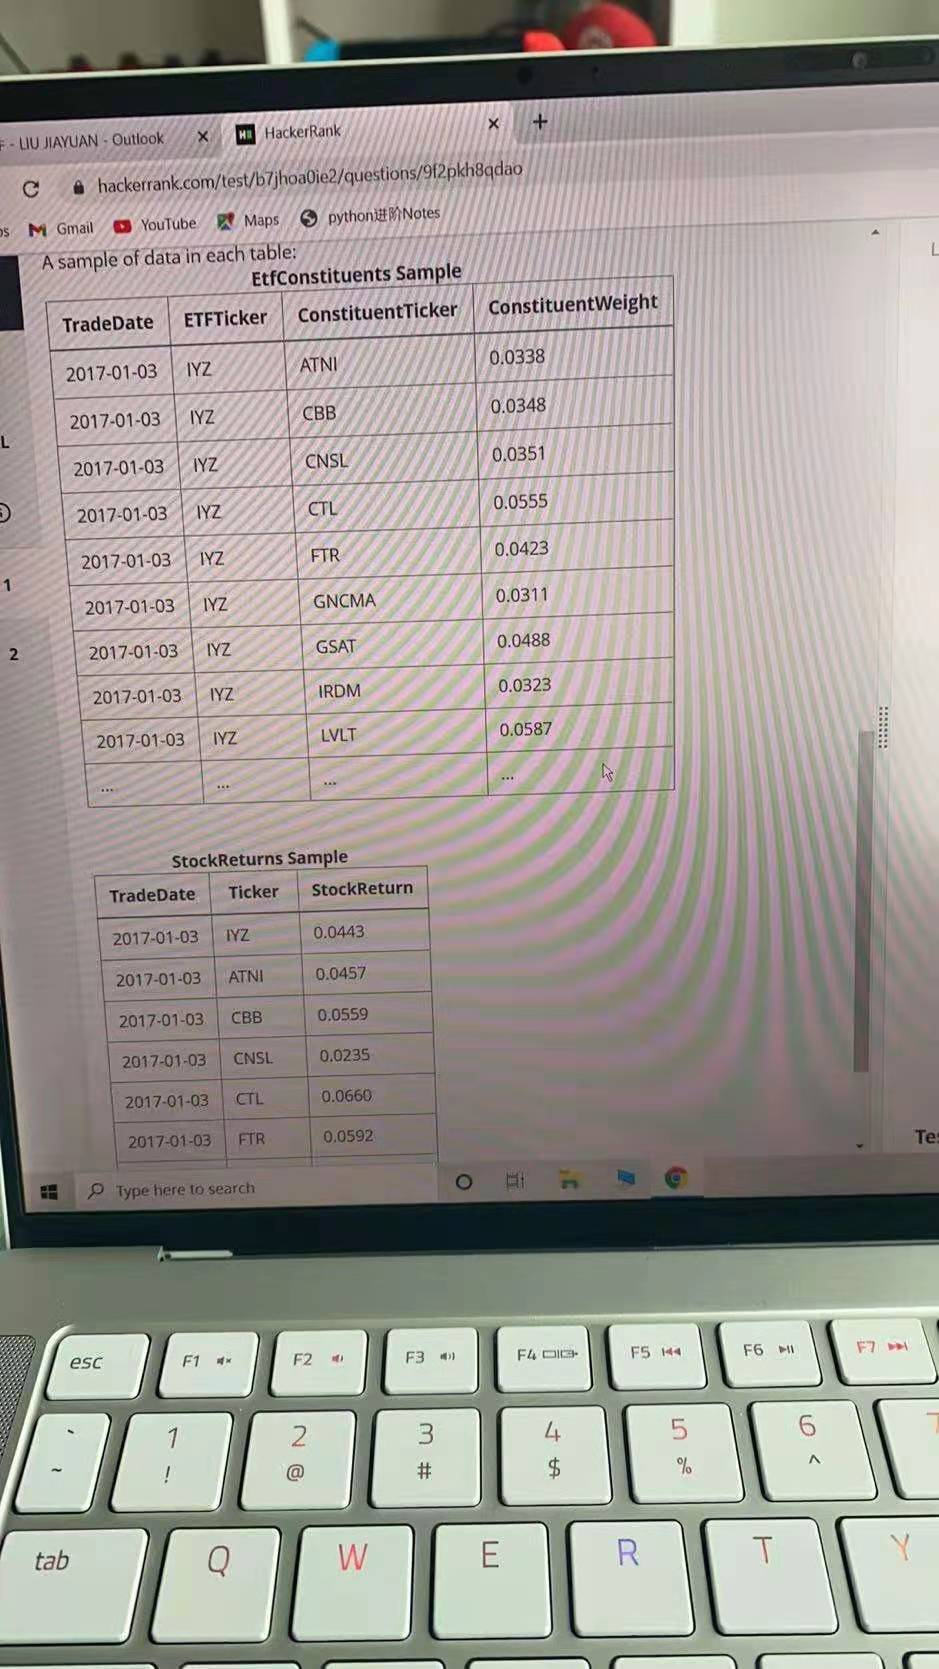 - LIU JIAYUAN - Outlook
HackerRank
hackerrank.com/test/b7jhoa0ie2/questions/9f2pkh8qdao
Gmail YouTube Maps python进阶Notes
A sample of data in each table:
EtfConstituents Sample
TradeDate ETFTicker ConstituentTicker ConstituentWeight
2017-01-03 IYZ ATNI 0.0338
2017-01-03 IYZ CBB 0.0348
2017-01-03 IYZ CNSL 0.0351
2017-01-03 IYZ CTL 0.0555
2017-01-03 IYZ FTR 0.0423
2017-01-03 IYZ GNCMA 0.0311
2017-01-03 IYZ GSAT 0.0488
2017-01-03 IYZ IRDM 0.0323
2017-01-03 IYZ LVLT 0.0587
... ... ... ...
1
2
StockReturns Sample
TradeDate Ticker StockReturn
2017-01-03 IYZ 0.0443
2017-01-03 ATNI 0.0457
2017-01-03 CBB 0.0559
2017-01-03 CNSL 0.0235
2017-01-03 CTL 0.0660
2017-01-03 FTR 0.0592
Type here to search
esc F1 F2 F3 F4 F5 F6 F7
` 1 2 3 4 5 6 7
~ ! @ # $ % ^
tab Q W E R T Y